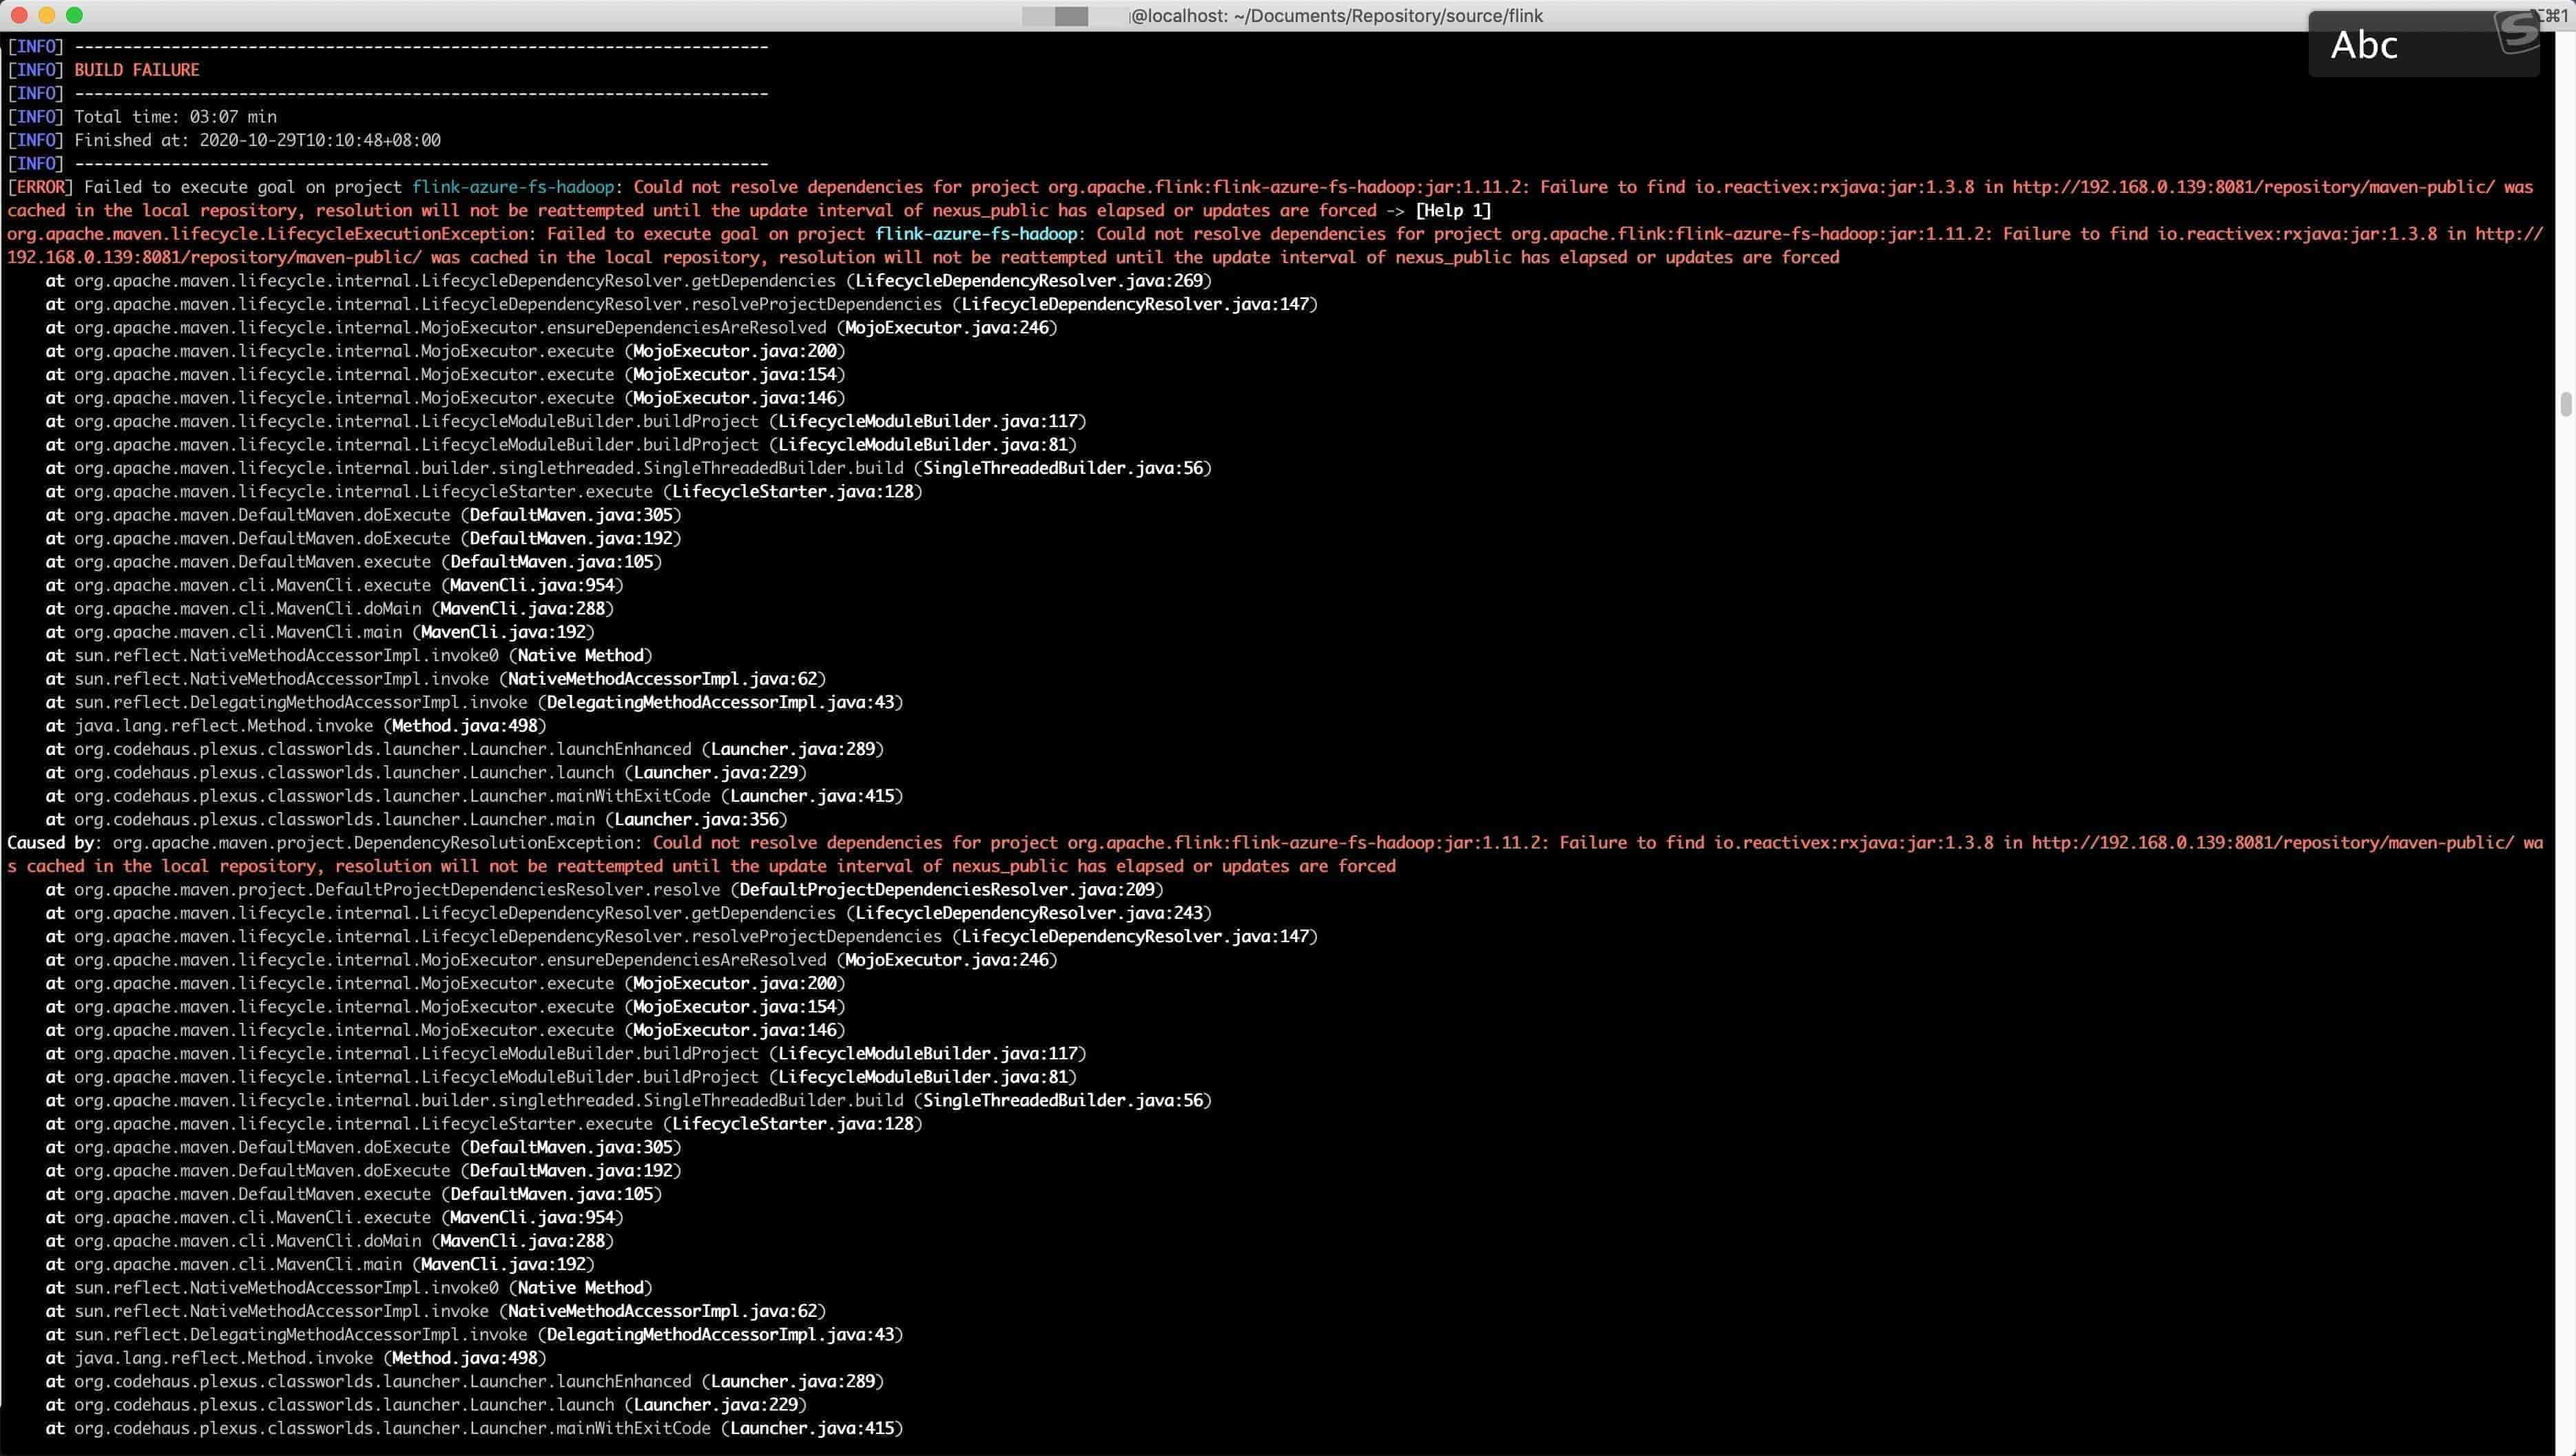 @localhost: ~/Documents/Repository/source/flink
⌘1
Abc
[INFO] ------------------------------------------------------------------------
[INFO] BUILD FAILURE
[INFO] ------------------------------------------------------------------------
[INFO] Total time: 03:07 min
[INFO] Finished at: 2020-10-29T10:10:48+08:00
[INFO] ------------------------------------------------------------------------
[ERROR] Failed to execute goal on project flink-azure-fs-hadoop: Could not resolve dependencies for project org.apache.flink:flink-azure-fs-hadoop:jar:1.11.2: Failure to find io.reactivex:rxjava:jar:1.3.8 in http://192.168.0.139:8081/repository/maven-public/ was
cached in the local repository, resolution will not be reattempted until the update interval of nexus_public has elapsed or updates are forced -> [Help 1]
org.apache.maven.lifecycle.LifecycleExecutionException: Failed to execute goal on project flink-azure-fs-hadoop: Could not resolve dependencies for project org.apache.flink:flink-azure-fs-hadoop:jar:1.11.2: Failure to find io.reactivex:rxjava:jar:1.3.8 in http://
192.168.0.139:8081/repository/maven-public/ was cached in the local repository, resolution will not be reattempted until the update interval of nexus_public has elapsed or updates are forced
at org.apache.maven.lifecycle.internal.LifecycleDependencyResolver.getDependencies (LifecycleDependencyResolver.java:269)
at org.apache.maven.lifecycle.internal.LifecycleDependencyResolver.resolveProjectDependencies (LifecycleDependencyResolver.java:147)
at org.apache.maven.lifecycle.internal.MojoExecutor.ensureDependenciesAreResolved (MojoExecutor.java:246)
at org.apache.maven.lifecycle.internal.MojoExecutor.execute (MojoExecutor.java:200)
at org.apache.maven.lifecycle.internal.MojoExecutor.execute (MojoExecutor.java:154)
at org.apache.maven.lifecycle.internal.MojoExecutor.execute (MojoExecutor.java:146)
at org.apache.maven.lifecycle.internal.LifecycleModuleBuilder.buildProject (LifecycleModuleBuilder.java:117)
at org.apache.maven.lifecycle.internal.LifecycleModuleBuilder.buildProject (LifecycleModuleBuilder.java:81)
at org.apache.maven.lifecycle.internal.builder.singlethreaded.SingleThreadedBuilder.build (SingleThreadedBuilder.java:56)
at org.apache.maven.lifecycle.internal.LifecycleStarter.execute (LifecycleStarter.java:128)
at org.apache.maven.DefaultMaven.doExecute (DefaultMaven.java:305)
at org.apache.maven.DefaultMaven.doExecute (DefaultMaven.java:192)
at org.apache.maven.DefaultMaven.execute (DefaultMaven.java:105)
at org.apache.maven.cli.MavenCli.execute (MavenCli.java:954)
at org.apache.maven.cli.MavenCli.doMain (MavenCli.java:288)
at org.apache.maven.cli.MavenCli.main (MavenCli.java:192)
at sun.reflect.NativeMethodAccessorImpl.invoke0 (Native Method)
at sun.reflect.NativeMethodAccessorImpl.invoke (NativeMethodAccessorImpl.java:62)
at sun.reflect.DelegatingMethodAccessorImpl.invoke (DelegatingMethodAccessorImpl.java:43)
at java.lang.reflect.Method.invoke (Method.java:498)
at org.codehaus.plexus.classworlds.launcher.Launcher.launchEnhanced (Launcher.java:289)
at org.codehaus.plexus.classworlds.launcher.Launcher.launch (Launcher.java:229)
at org.codehaus.plexus.classworlds.launcher.Launcher.mainWithExitCode (Launcher.java:415)
at org.codehaus.plexus.classworlds.launcher.Launcher.main (Launcher.java:356)
Caused by: org.apache.maven.project.DependencyResolutionException: Could not resolve dependencies for project org.apache.flink:flink-azure-fs-hadoop:jar:1.11.2: Failure to find io.reactivex:rxjava:jar:1.3.8 in http://192.168.0.139:8081/repository/maven-public/ wa
s cached in the local repository, resolution will not be reattempted until the update interval of nexus_public has elapsed or updates are forced
at org.apache.maven.project.DefaultProjectDependenciesResolver.resolve (DefaultProjectDependenciesResolver.java:209)
at org.apache.maven.lifecycle.internal.LifecycleDependencyResolver.getDependencies (LifecycleDependencyResolver.java:243)
at org.apache.maven.lifecycle.internal.LifecycleDependencyResolver.resolveProjectDependencies (LifecycleDependencyResolver.java:147)
at org.apache.maven.lifecycle.internal.MojoExecutor.ensureDependenciesAreResolved (MojoExecutor.java:246)
at org.apache.maven.lifecycle.internal.MojoExecutor.execute (MojoExecutor.java:200)
at org.apache.maven.lifecycle.internal.MojoExecutor.execute (MojoExecutor.java:154)
at org.apache.maven.lifecycle.internal.MojoExecutor.execute (MojoExecutor.java:146)
at org.apache.maven.lifecycle.internal.LifecycleModuleBuilder.buildProject (LifecycleModuleBuilder.java:117)
at org.apache.maven.lifecycle.internal.LifecycleModuleBuilder.buildProject (LifecycleModuleBuilder.java:81)
at org.apache.maven.lifecycle.internal.builder.singlethreaded.SingleThreadedBuilder.build (SingleThreadedBuilder.java:56)
at org.apache.maven.lifecycle.internal.LifecycleStarter.execute (LifecycleStarter.java:128)
at org.apache.maven.DefaultMaven.doExecute (DefaultMaven.java:305)
at org.apache.maven.DefaultMaven.doExecute (DefaultMaven.java:192)
at org.apache.maven.DefaultMaven.execute (DefaultMaven.java:105)
at org.apache.maven.cli.MavenCli.execute (MavenCli.java:954)
at org.apache.maven.cli.MavenCli.doMain (MavenCli.java:288)
at org.apache.maven.cli.MavenCli.main (MavenCli.java:192)
at sun.reflect.NativeMethodAccessorImpl.invoke0 (Native Method)
at sun.reflect.NativeMethodAccessorImpl.invoke (NativeMethodAccessorImpl.java:62)
at sun.reflect.DelegatingMethodAccessorImpl.invoke (DelegatingMethodAccessorImpl.java:43)
at java.lang.reflect.Method.invoke (Method.java:498)
at org.codehaus.plexus.classworlds.launcher.Launcher.launchEnhanced (Launcher.java:289)
at org.codehaus.plexus.classworlds.launcher.Launcher.launch (Launcher.java:229)
at org.codehaus.plexus.classworlds.launcher.Launcher.mainWithExitCode (Launcher.java:415)